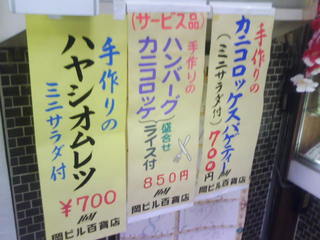 手作りの
カニコロッケスパゲティー
(ミニサラダ付)
700円
岡ビル百貨店
(サービス品)
手作りの
ハンバーグ
カニコロッケ
盛合せ
(ライス付)
850円
岡ビル百貨店
手作りの
ハヤシオムレツ
ミニサラダ付
¥700
岡ビル百貨店